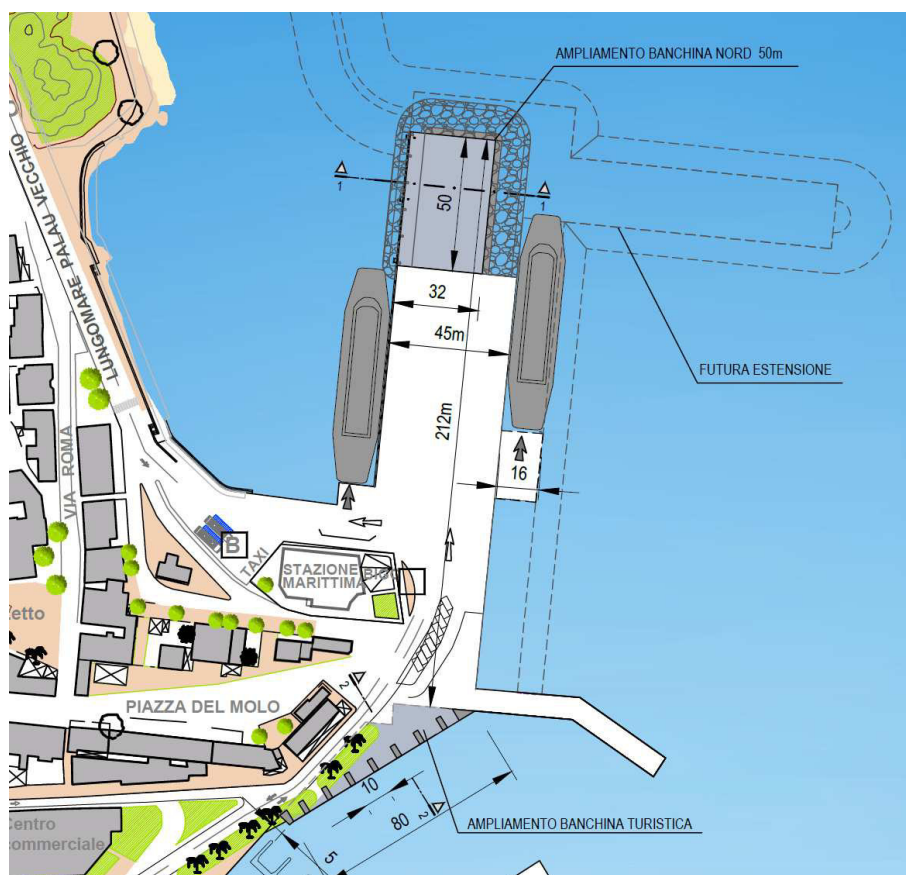 AMPLIAMENTO BANCHINA NORD 50m
1
1
50
32
45m
FUTURA ESTENSIONE
212m
16
LUNGOMARE PALAU VECCHIO
VIA ROMA
B
TAXI
STAZIONE
MARITTIMA
etto
2
PIAZZA DEL MOLO
10
80
2
5
AMPLIAMENTO BANCHINA TURISTICA
Centro
commerciale